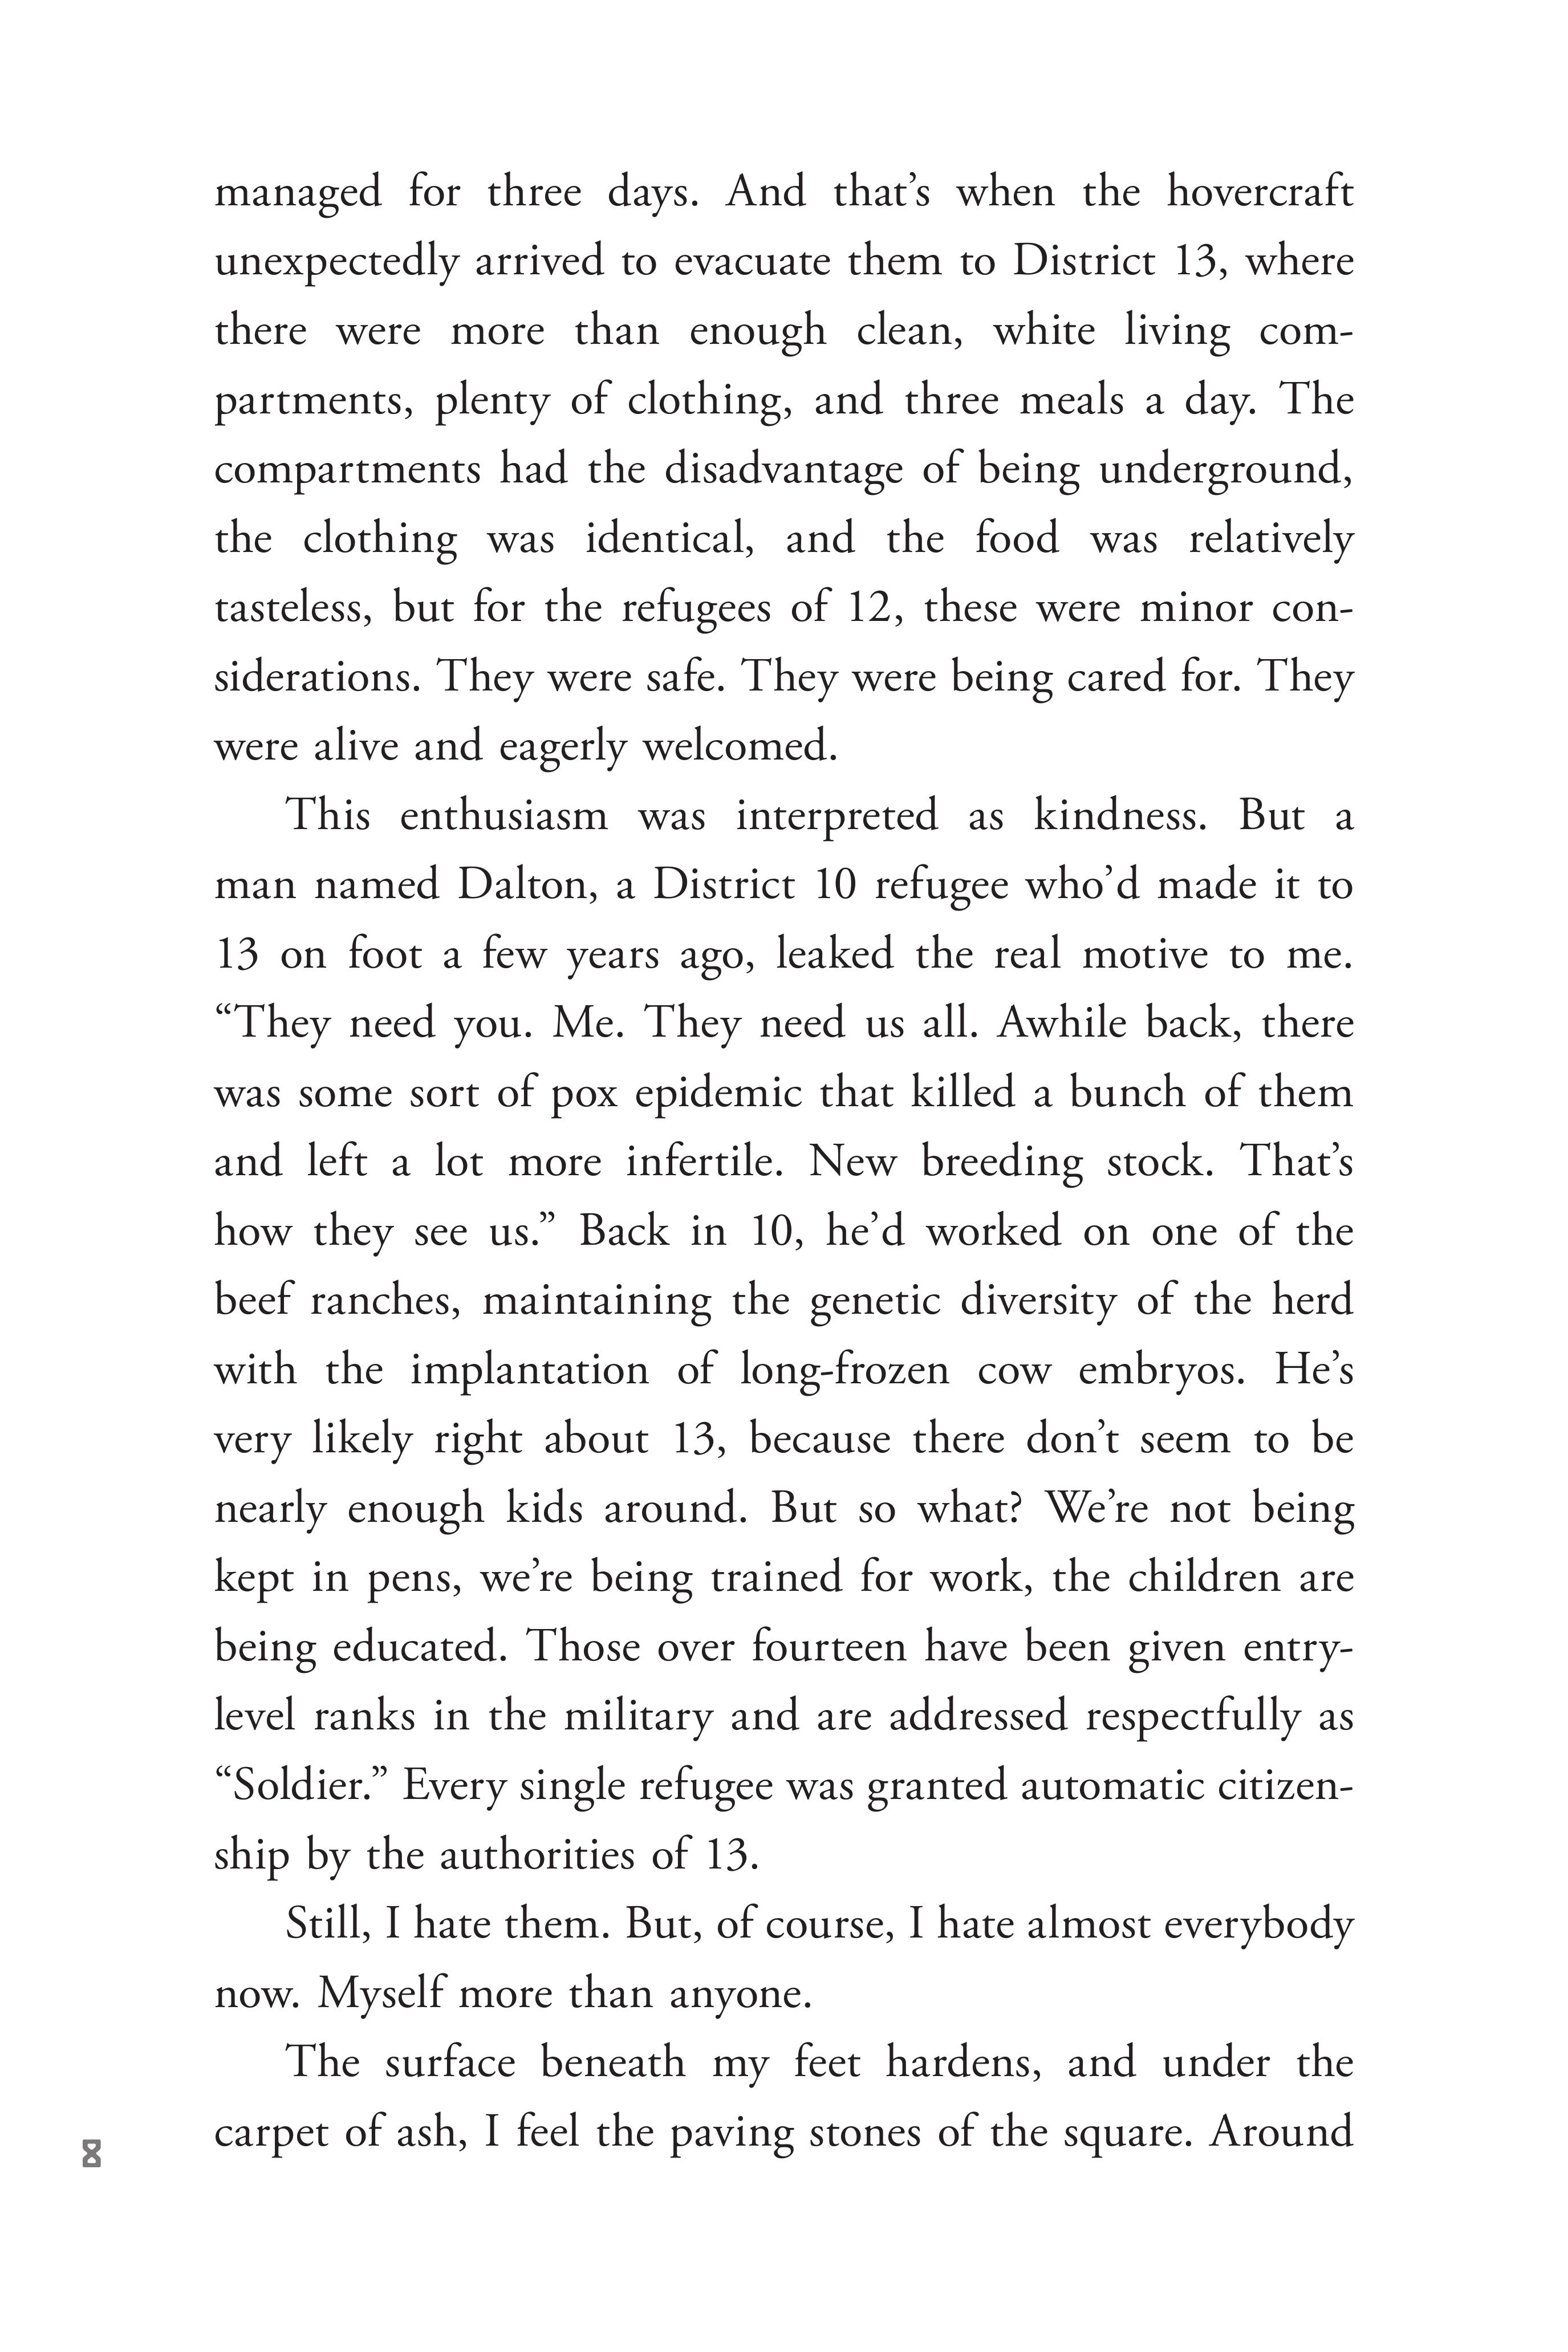 managed for three days. And that’s when the hovercraft
unexpectedly arrived to evacuate them to District 13, where
there were more than enough clean, white living com-
partments, plenty of clothing, and three meals a day. The
compartments had the disadvantage of being underground,
the clothing was identical, and the food was relatively
tasteless, but for the refugees of 12, these were minor con-
siderations. They were safe. They were being cared for. They
were alive and eagerly welcomed.
This enthusiasm was interpreted as kindness. But a
man named Dalton, a District 10 refugee who’d made it to
13 on foot a few years ago, leaked the real motive to me.
“They need you. Me. They need us all. Awhile back, there
was some sort of pox epidemic that killed a bunch of them
and left a lot more infertile. New breeding stock. That’s
how they see us.” Back in 10, he’d worked on one of the
beef ranches, maintaining the genetic diversity of the herd
with the implantation of long-frozen cow embryos. He’s
very likely right about 13, because there don’t seem to be
nearly enough kids around. But so what? We’re not being
kept in pens, we’re being trained for work, the children are
being educated. Those over fourteen have been given entry-
level ranks in the military and are addressed respectfully as
“Soldier.” Every single refugee was granted automatic citizen-
ship by the authorities of 13.
Still, I hate them. But, of course, I hate almost everybody
now. Myself more than anyone.
The surface beneath my feet hardens, and under the
carpet of ash, I feel the paving stones of the square. Around
8